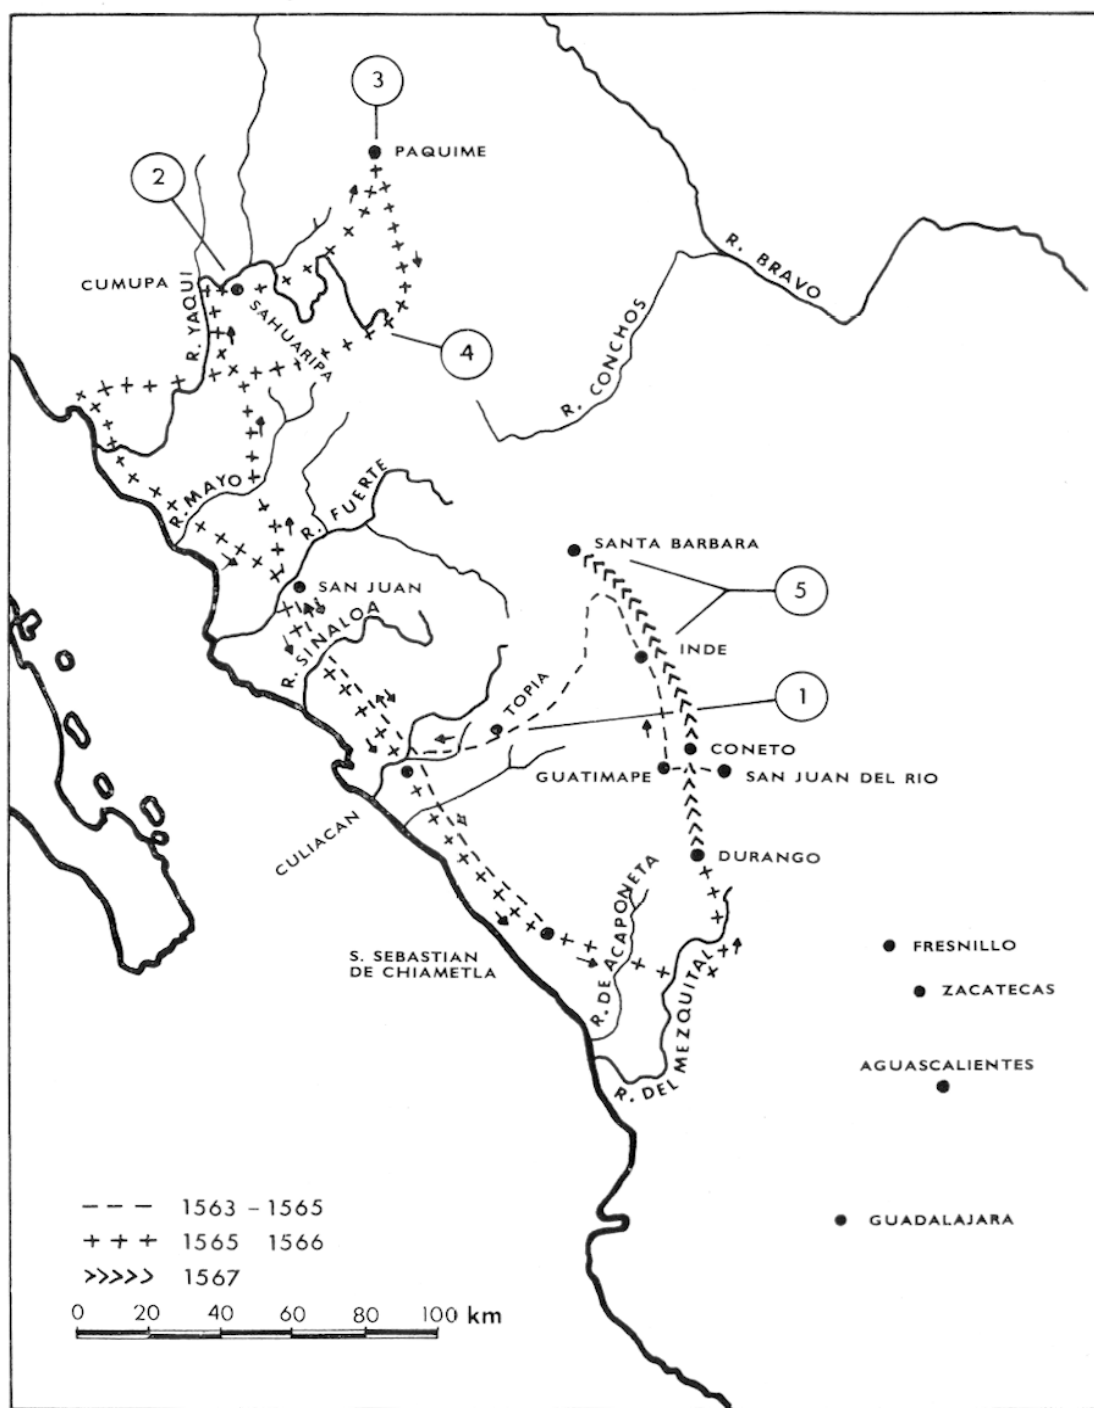 3
PAQUIME
2
CUMUPA
R. YAQUI
SAHUARIPA
4
R. BRAVO
R. CONCHOS
R. MAYO
R. FUERTE
SANTA BARBARA
SAN JUAN
5
R. SINALOA
INDE
TOPIA
1
CONETO
GUATIMAPE
SAN JUAN DEL RIO
CULIACAN
DURANGO
R. DE ACAPONETA
S. SEBASTIAN
DE CHIAMETLA
R. DEL MEZQUITAL
FRESNILLO
ZACATECAS
AGUASCALIENTES
GUADALAJARA
1563 – 1565
1565 1566
1567
0 20 40 60 80 100 km